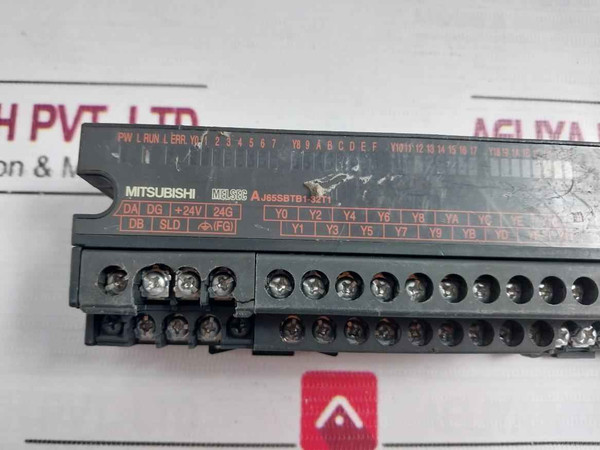 H PVT. LTD
AGLIYA
on & M
PW L RUN L ERR. Y0 1 2 3 4 5 6 7 Y8 9 A B C D E F Y10 11 12 13 14 15 16 17
MITSUBISHI MELSEC AJ65SBTB1-32T1
DA DG +24V 24G Y0 Y2 Y4 Y6 Y8 YA YC YE
DB SLD (FG) Y1 Y3 Y5 Y7 Y9 YB YD
A